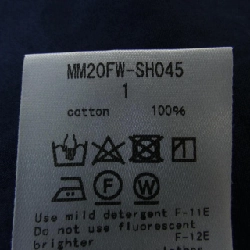 MM20FW-SH045
1
cotton 100%
F
W
Use mild detergent F-11E
Do not use fluorescent
brighter F-12E